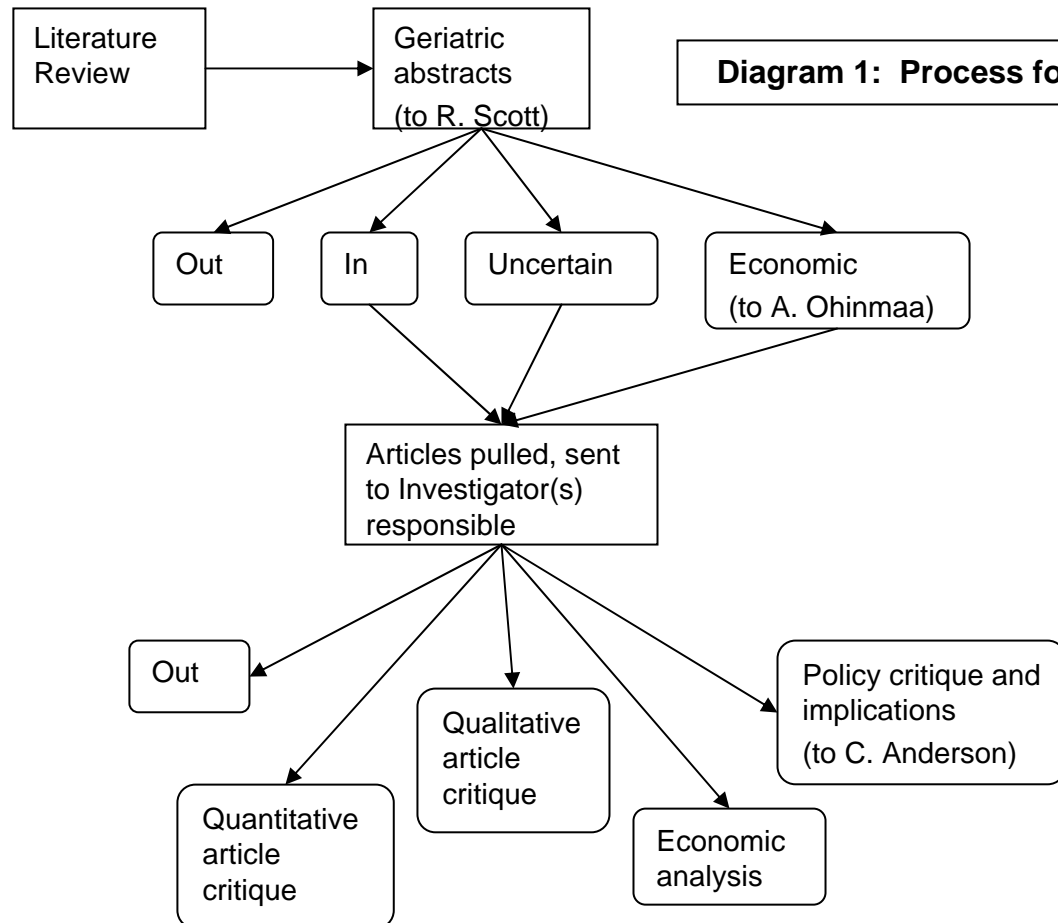 Literature
Review
Geriatric
abstracts
(to R. Scott)
Diagram 1: Process fo
Out
In
Uncertain
Economic
(to A. Ohinmaa)
Articles pulled, sent
to Investigator(s)
responsible
Out
Qualitative
article
critique
Policy critique and
implications
(to C. Anderson)
Quantitative
article
critique
Economic
analysis